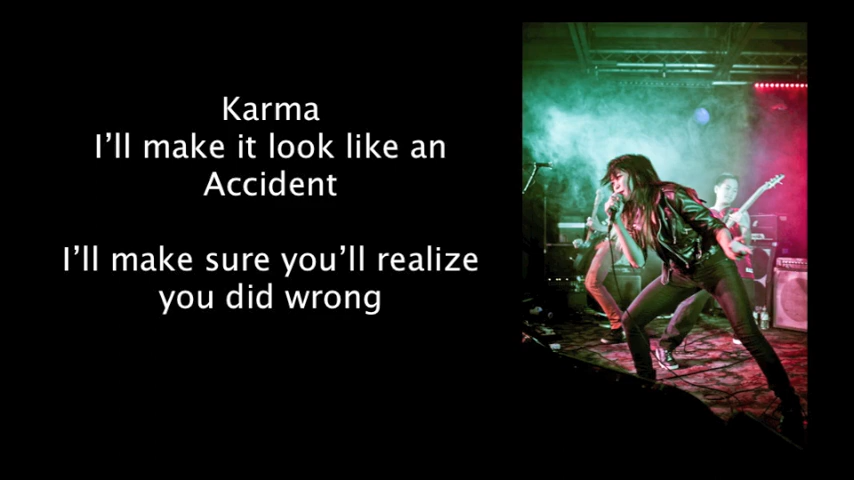 Karma
I’ll make it look like an
Accident
I’ll make sure you’ll realize
you did wrong